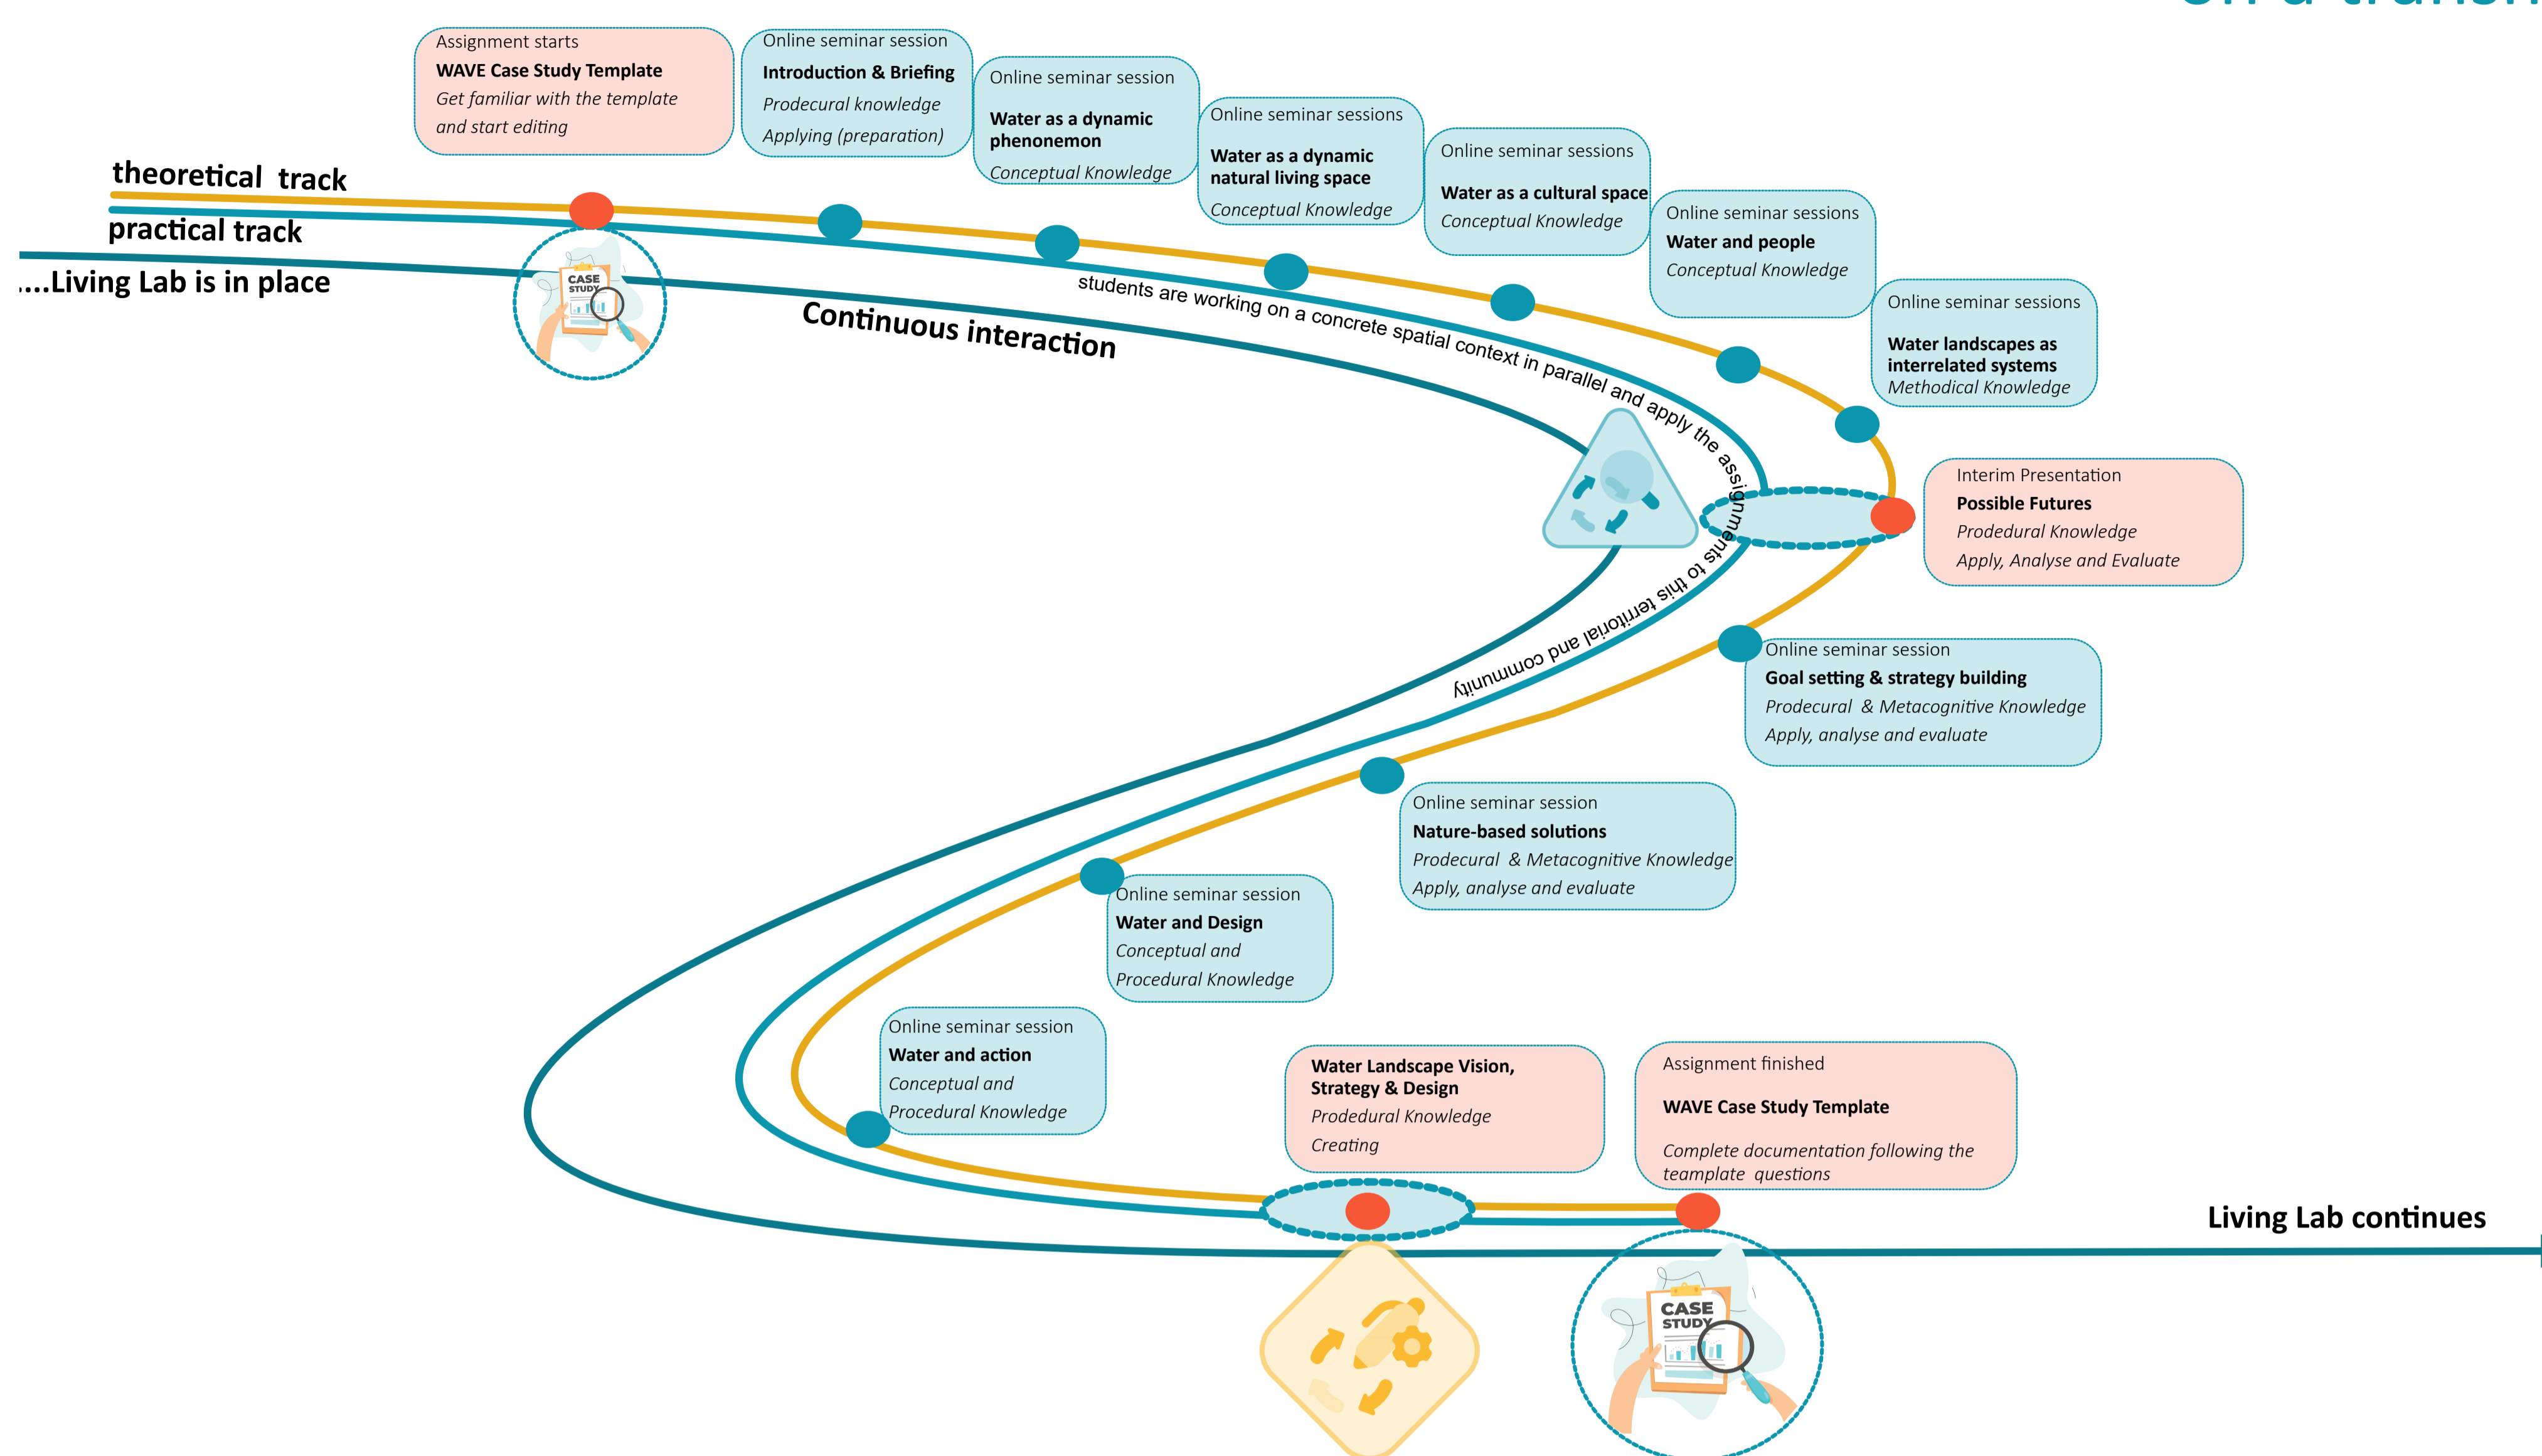 on a transn
Assignment starts
WAVE Case Study Template
Get familiar with the template
and start editing
Online seminar session
Introduction & Briefing
Prodecural knowledge
Applying (preparation)
Online seminar session
Water as a dynamic
phenonemon
Conceptual Knowledge
Online seminar sessions
Water as a dynamic
natural living space
Conceptual Knowledge
Online seminar sessions
Water as a cultural space
Conceptual Knowledge
Online seminar sessions
Water and people
Conceptual Knowledge
Online seminar sessions
Water landscapes as
interrelated systems
Methodical Knowledge
theoretical track
practical track
....Living Lab is in place
CASE
STUDY
Continuous interaction
students are working on a concrete spatial context in parallel and apply the assignments to this territorial and community
Interim Presentation
Possible Futures
Prodedural Knowledge
Apply, Analyse and Evaluate
Online seminar session
Goal setting & strategy building
Prodecural & Metacognitive Knowledge
Apply, analyse and evaluate
Online seminar session
Nature-based solutions
Prodecural & Metacognitive Knowledge
Apply, analyse and evaluate
Online seminar session
Water and Design
Conceptual and
Procedural Knowledge
Online seminar session
Water and action
Conceptual and
Procedural Knowledge
Water Landscape Vision,
Strategy & Design
Prodedural Knowledge
Creating
Assignment finished
WAVE Case Study Template
Complete documentation following the
teamplate questions
Living Lab continues
CASE
STUDY